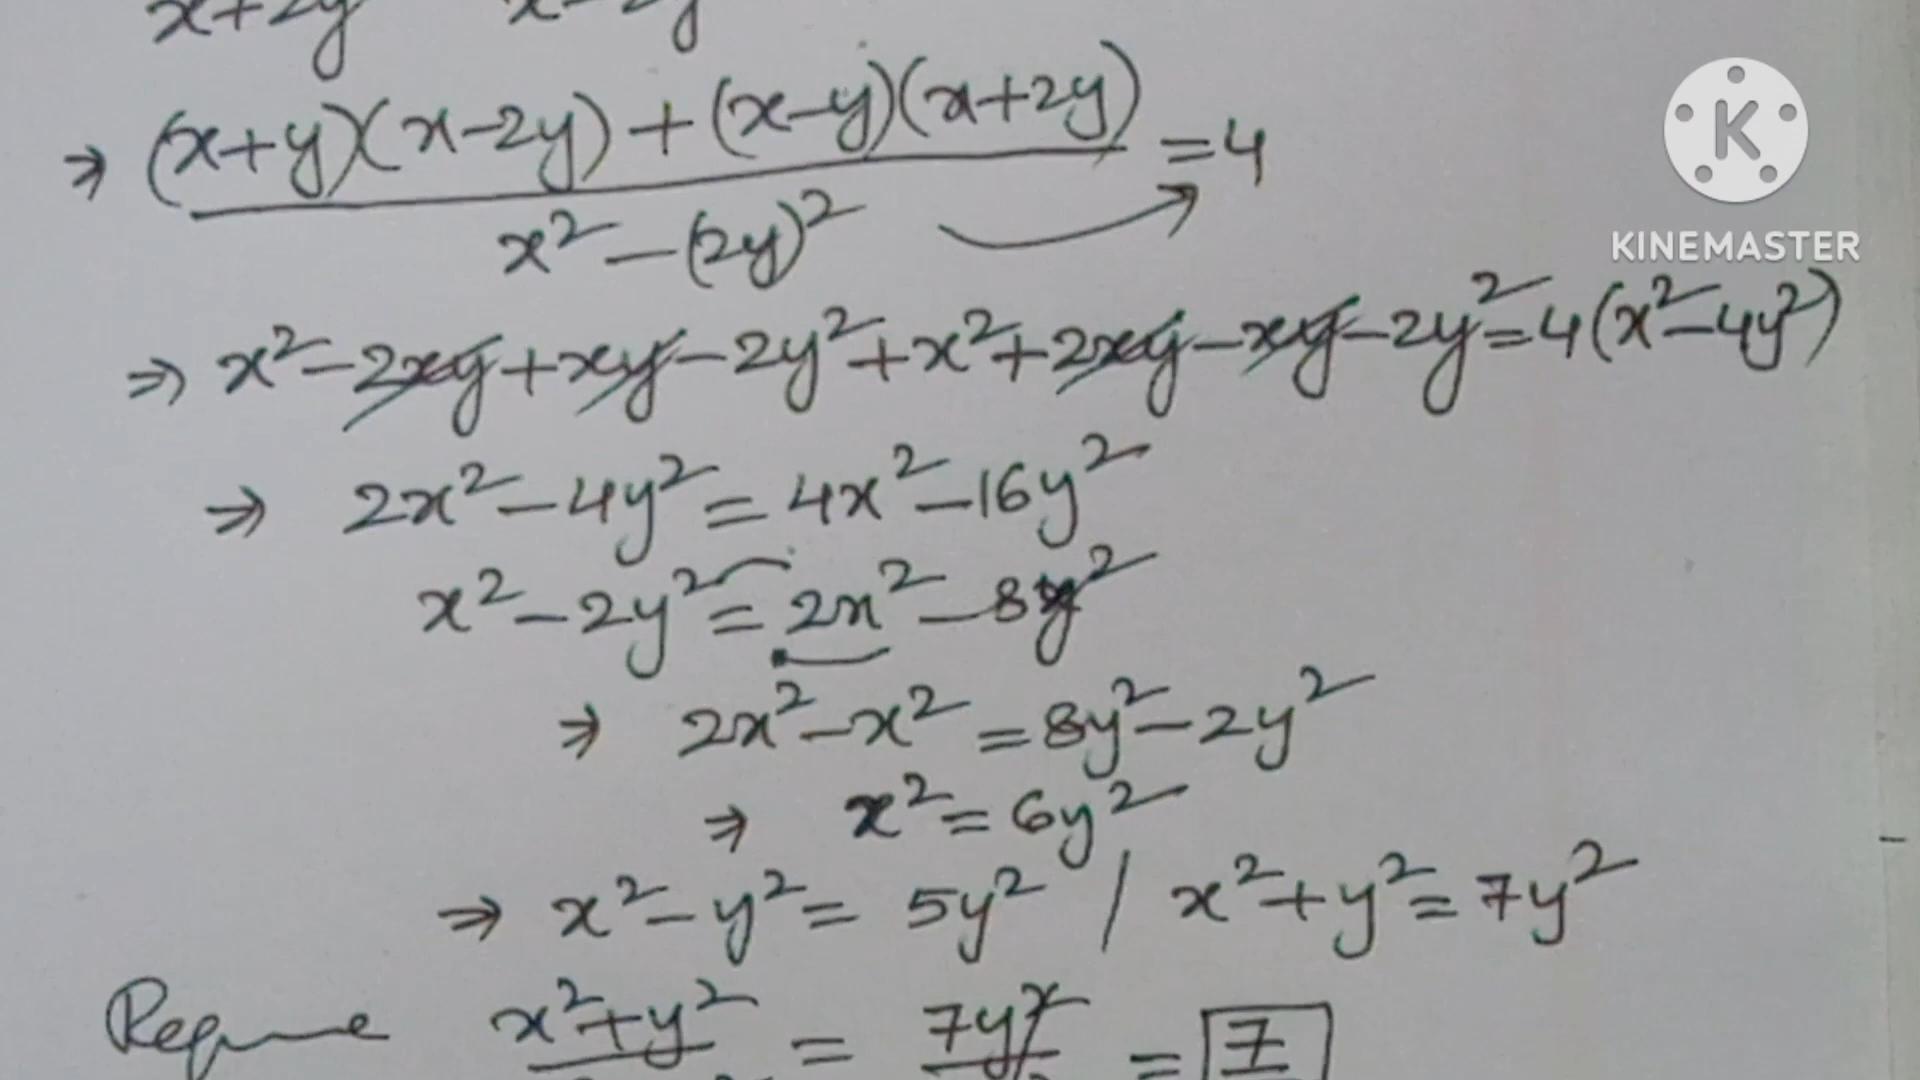 x+2y x-2y
⇒ (x+y)(x-2y) + (x-y)(x+2y) = 4
x² - (2y)²
K
KINEMASTER
⇒ x² - 2xy + xy - 2y² + x² + 2xy - xy - 2y² = 4(x² - 4y²)
⇒ 2x² - 4y² = 4x² - 16y²
x² - 2y² = 2x² - 8y²
⇒ 2x² - x² = 8y² - 2y²
⇒ x² = 6y²
⇒ x² - y² = 5y² / x² + y² = 7y²
x² + y² = 7y² = 7